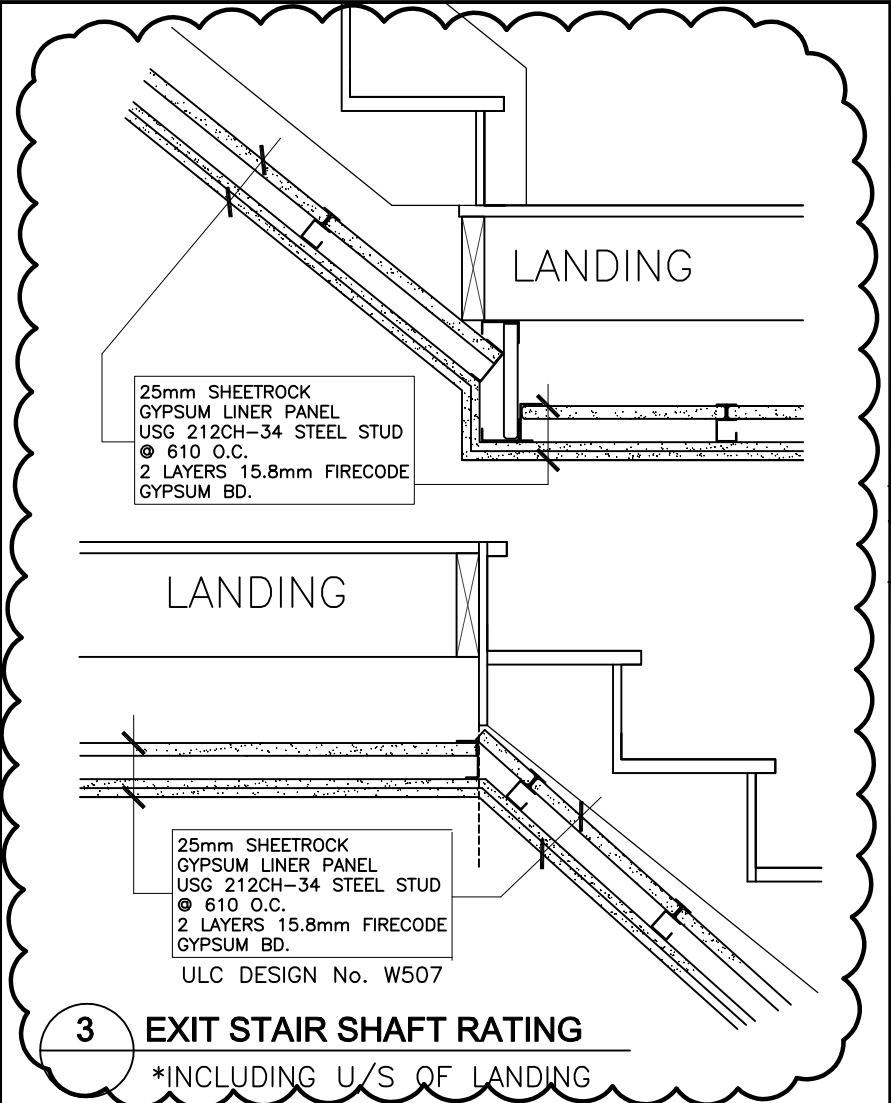 LANDING
25mm SHEETROCK
GYPSUM LINER PANEL
USG 212CH-34 STEEL STUD
@ 610 O.C.
2 LAYERS 15.8mm FIRECODE
GYPSUM BD.
LANDING
25mm SHEETROCK
GYPSUM LINER PANEL
USG 212CH-34 STEEL STUD
@ 610 O.C.
2 LAYERS 15.8mm FIRECODE
GYPSUM BD.
ULC DESIGN No. W507
3 EXIT STAIR SHAFT RATING
*INCLUDING U/S OF LANDING